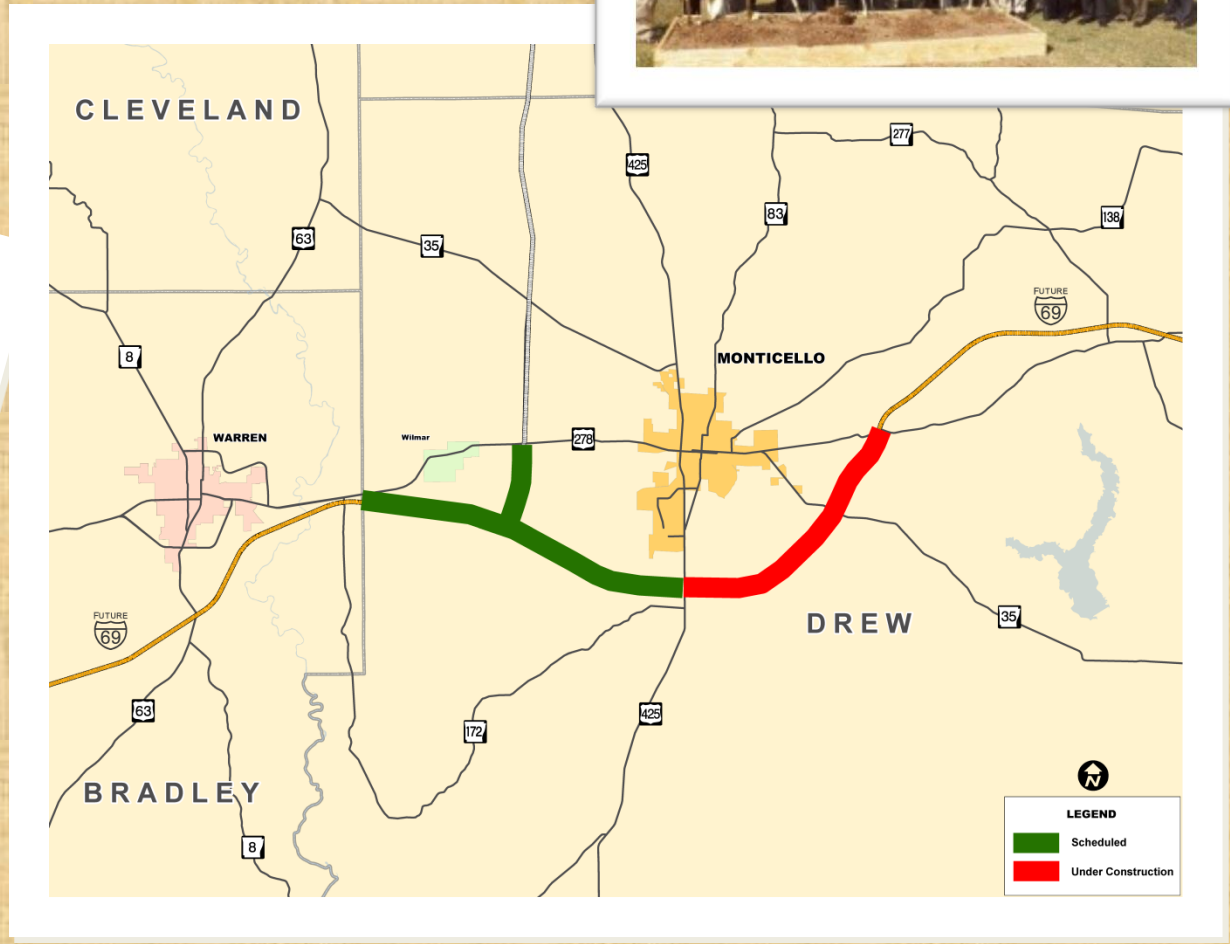 CLEVELAND
425
277
83
138
63
35
FUTURE
69
8
MONTICELLO
WARREN
Wilmar
278
FUTURE
69
DREW
35
63
425
172
BRADLEY
8
N
LEGEND
Scheduled
Under Construction